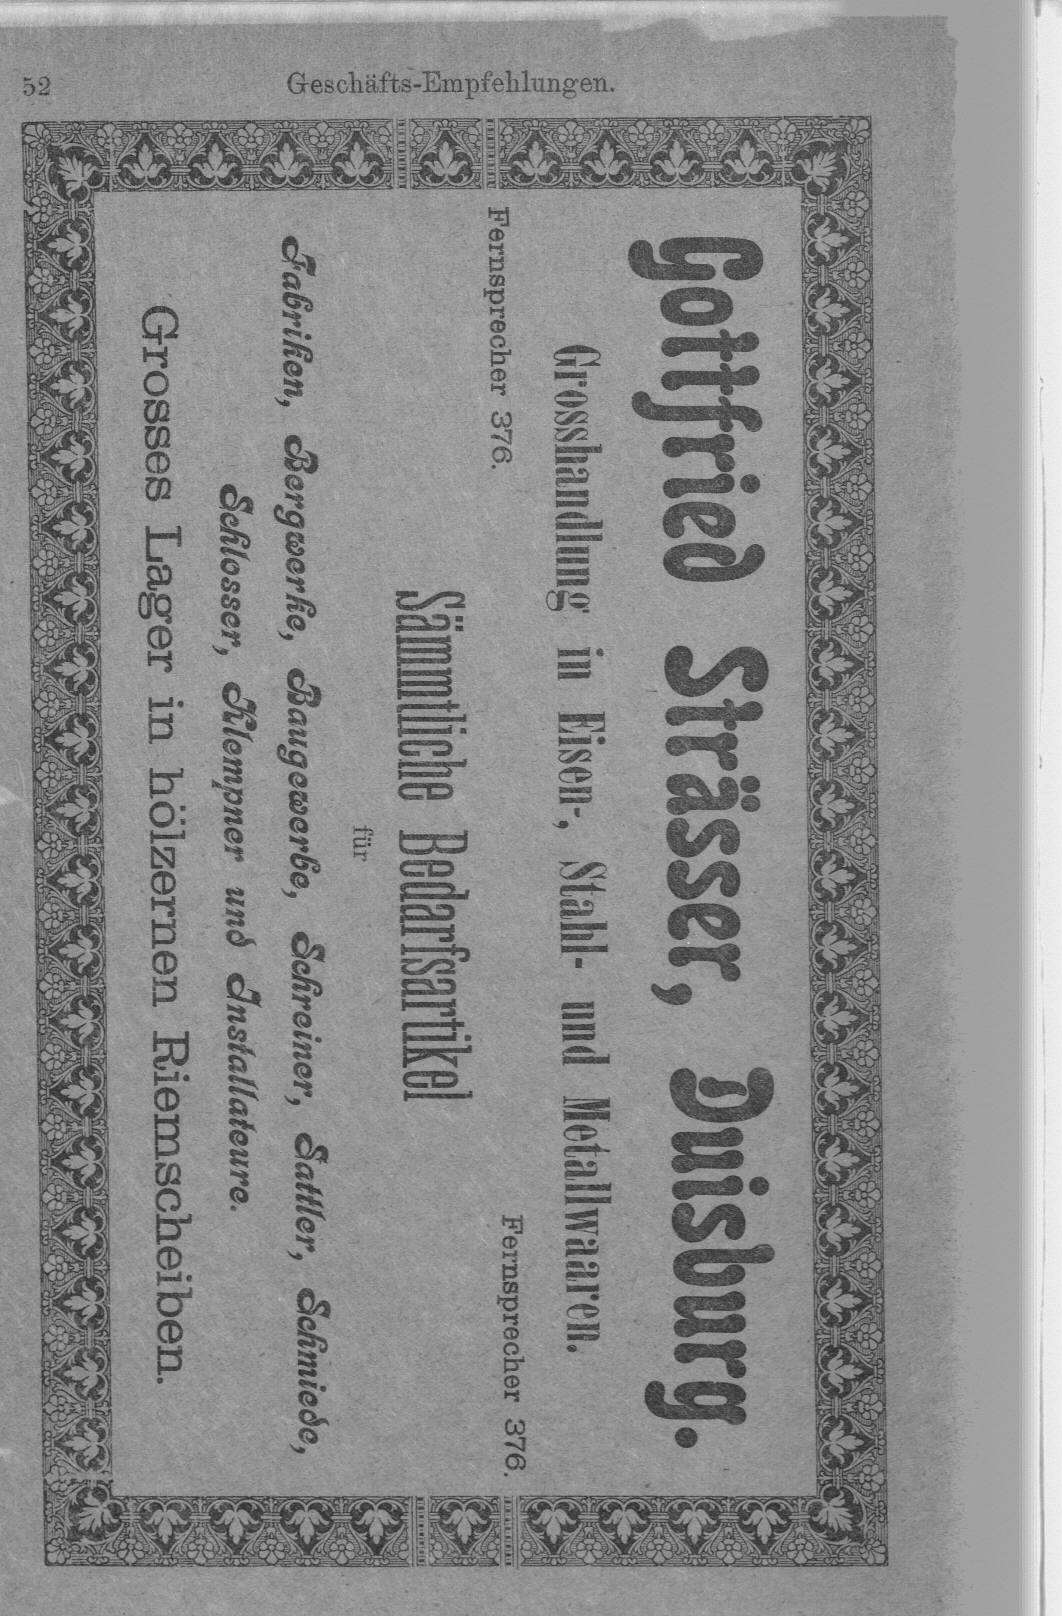 52
Geschäfts-Empfehlungen.
Gottfried Strässer, Duisburg.
Grosshandlung in Eisen-, Stahl- und Metallwaaren.
Fernsprecher 376.
Fernsprecher 376.
Sämmtliche Bedarfsartikel
für
Fabriken, Bergwerke, Baugewerbe, Schreiner, Sattler, Schmiede,
Schlosser, Klempner und Installateure.
Grosses Lager in hölzernen Riemscheiben.